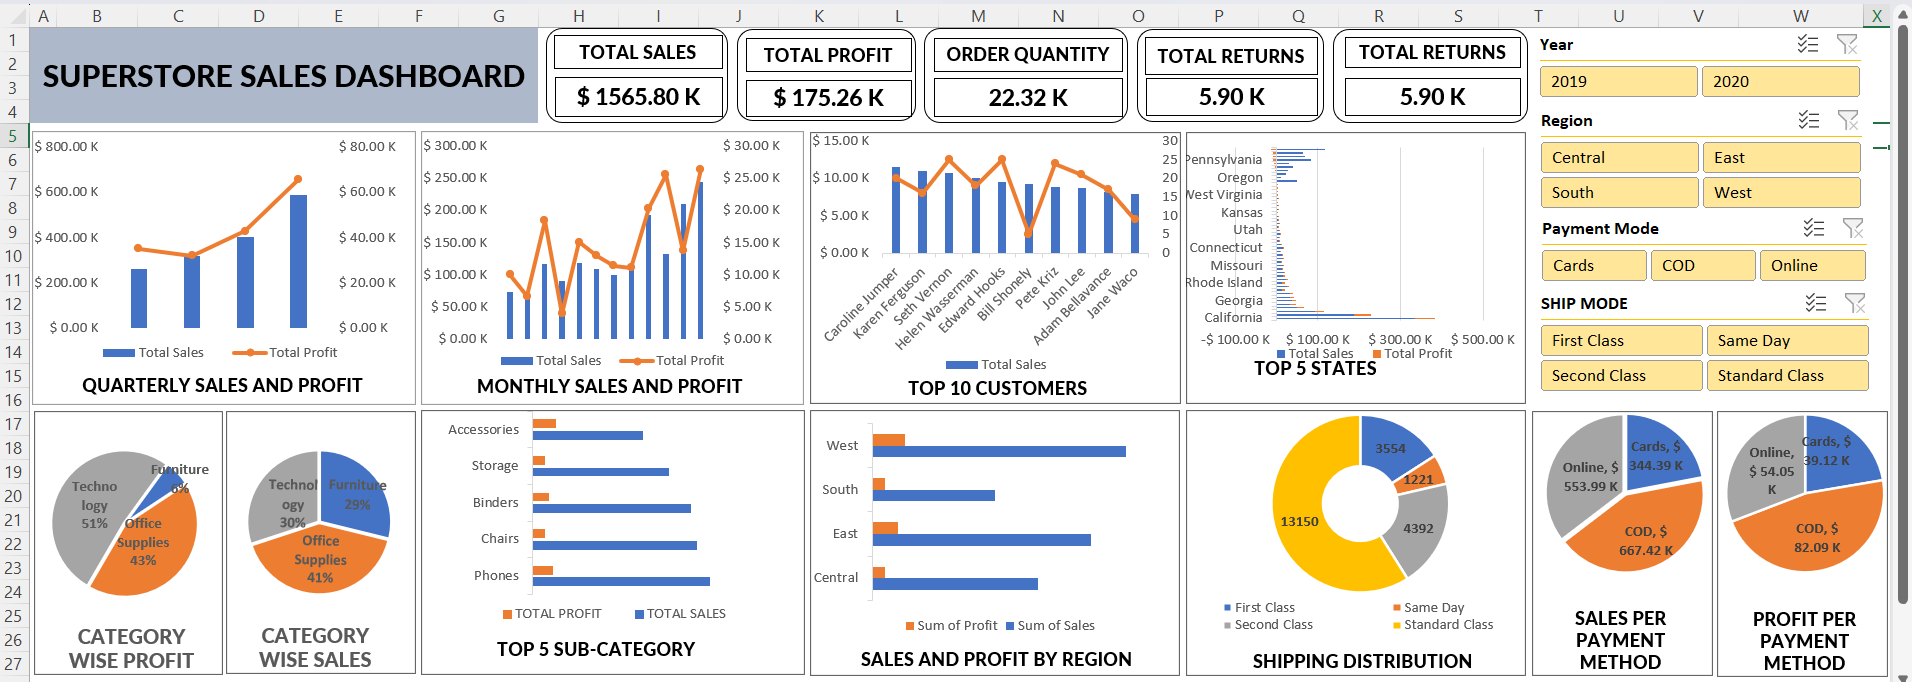 A B C D E F G H I J K L M N O P Q R S T U V W X
1
2
3
4
5
6
7
8
9
10
11
12
13
14
15
16
17
18
19
20
21
22
23
24
25
26
27
SUPERSTORE SALES DASHBOARD
TOTAL SALES
$ 1565.80 K
TOTAL PROFIT
$ 175.26 K
ORDER QUANTITY
22.32 K
TOTAL RETURNS
5.90 K
TOTAL RETURNS
5.90 K
Year
2019 2020
Region
Central East
South West
Payment Mode
Cards COD Online
SHIP MODE
First Class Same Day
Second Class Standard Class
$ 800.00 K $ 80.00 K
$ 600.00 K $ 60.00 K
$ 400.00 K $ 40.00 K
$ 200.00 K $ 20.00 K
$ 0.00 K $ 0.00 K
Total Sales Total Profit
QUARTERLY SALES AND PROFIT
$ 300.00 K $ 30.00 K
$ 250.00 K $ 25.00 K
$ 200.00 K $ 20.00 K
$ 150.00 K $ 15.00 K
$ 100.00 K $ 10.00 K
$ 50.00 K $ 5.00 K
$ 0.00 K $ 0.00 K
Total Sales Total Profit
MONTHLY SALES AND PROFIT
$ 15.00 K 30
25
$ 10.00 K 20
15
$ 5.00 K 10
5
$ 0.00 K 0
Caroline Jumper
Karen Ferguson
Seth Vernon
Helen Wasserman
Edward Hooks
Bill Shonely
Pete Kriz
John Lee
Adam Bellavance
Jane Waco
Total Sales
TOP 10 CUSTOMERS
Pennsylvania
Oregon
West Virginia
Kansas
Utah
Connecticut
Missouri
Rhode Island
Georgia
California
-$ 100.00 K $ 100.00 K $ 300.00 K $ 500.00 K
Total Sales Total Profit
TOP 5 STATES
Furniture
6%
Techno
logy
51%
Office
Supplies
43%
CATEGORY
WISE PROFIT
Technol
ogy
30%
Furniture
29%
Office
Supplies
41%
CATEGORY
WISE SALES
Accessories
Storage
Binders
Chairs
Phones
TOTAL PROFIT TOTAL SALES
TOP 5 SUB-CATEGORY
West
South
East
Central
Sum of Profit Sum of Sales
SALES AND PROFIT BY REGION
3554
1221
4392
13150
First Class Same Day
Second Class Standard Class
SHIPPING DISTRIBUTION
Cards, $
344.39 K
Online, $
553.99 K
COD, $
667.42 K
SALES PER
PAYMENT
METHOD
Cards, $
39.12 K
Online,
$ 54.05
K
COD, $
82.09 K
PROFIT PER
PAYMENT
METHOD